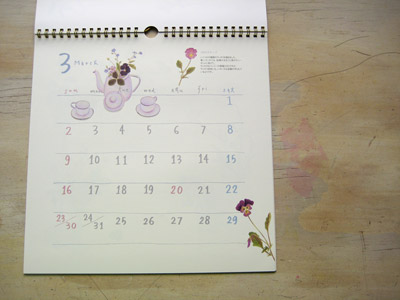 3 March
sun wed thu fri sat
1
2 3 4 5 6 7 8
9 10 11 12 13 14 15
16 17 18 19 20 21 22
23/30 24/31 25 26 27 28 29